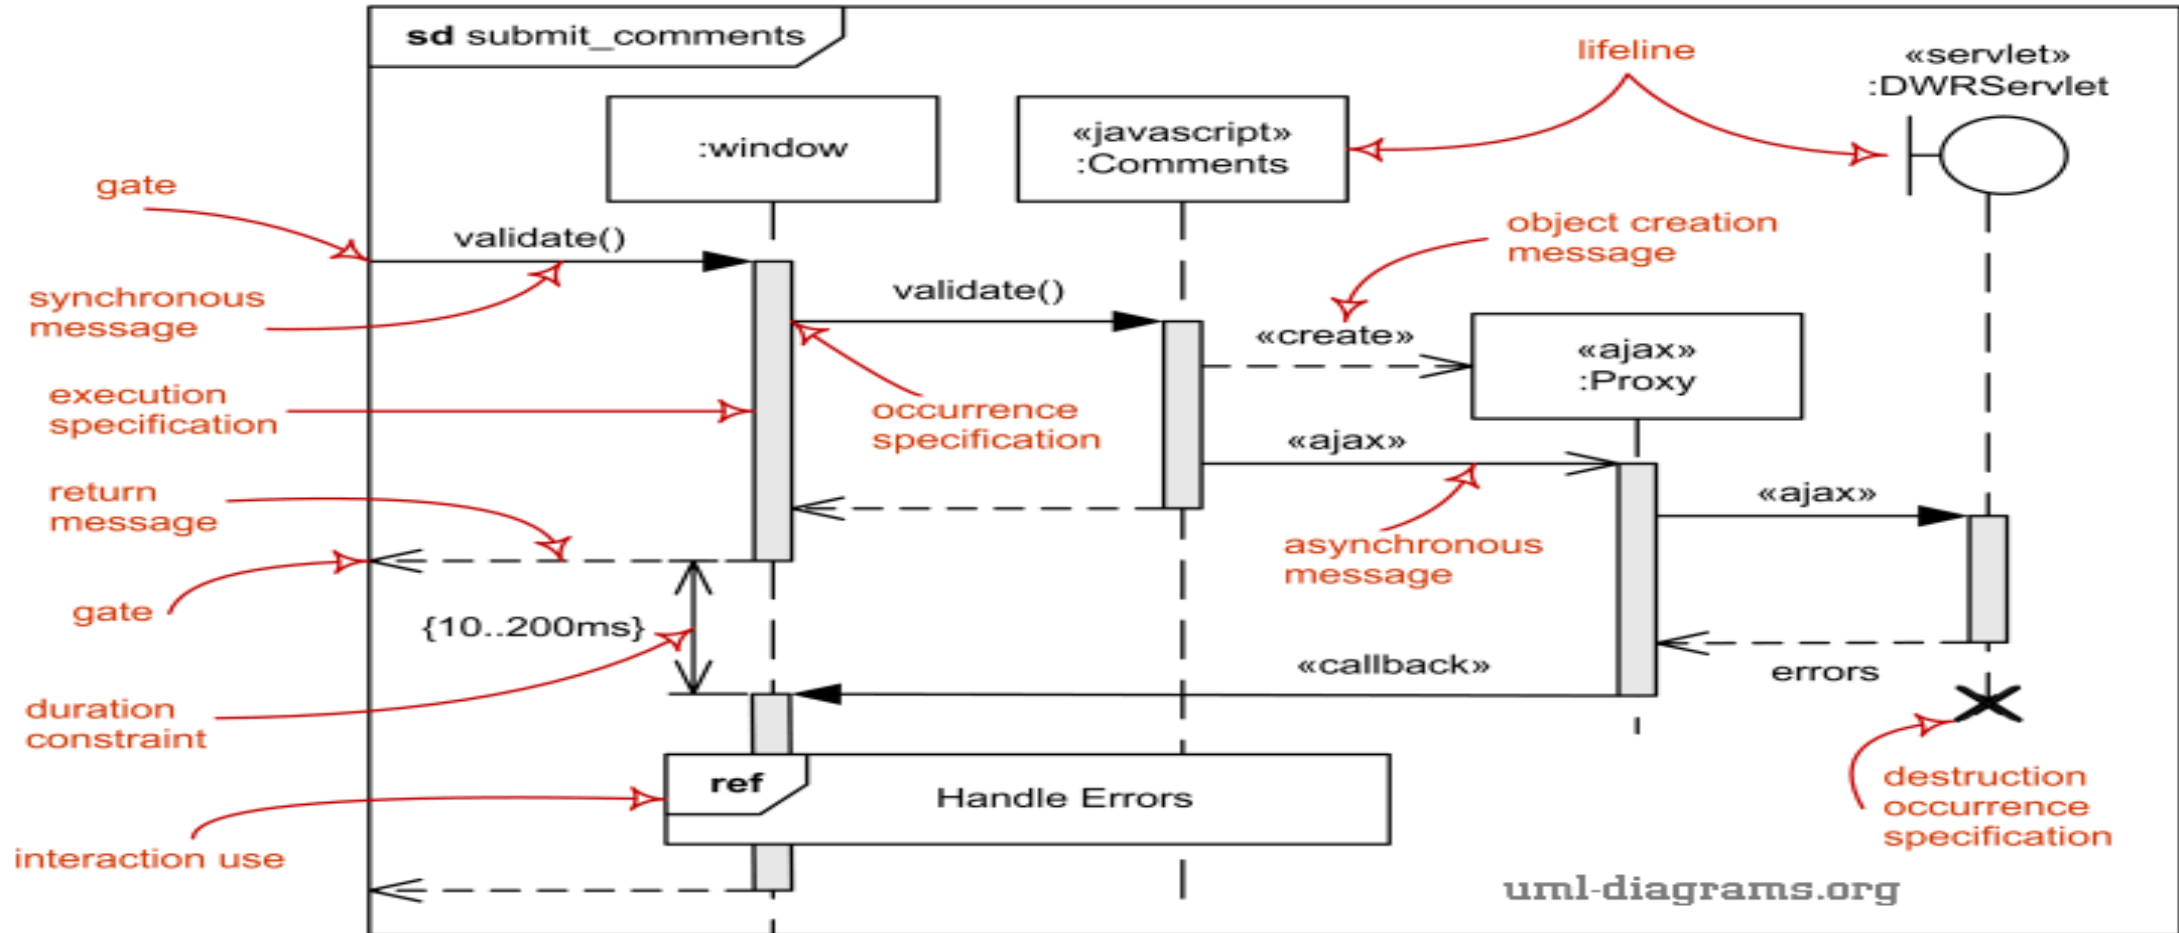 sd submit_comments
lifeline
«servlet»
:DWRServlet
:window
«javascript»
:Comments
gate
validate()
object creation
message
synchronous
message
validate()
«create»
«ajax»
:Proxy
execution
specification
occurrence
specification
«ajax»
return
message
«ajax»
asynchronous
message
gate
{10..200ms}
«callback»
errors
duration
constraint
ref
Handle Errors
destruction
occurrence
specification
interaction use
uml-diagrams.org